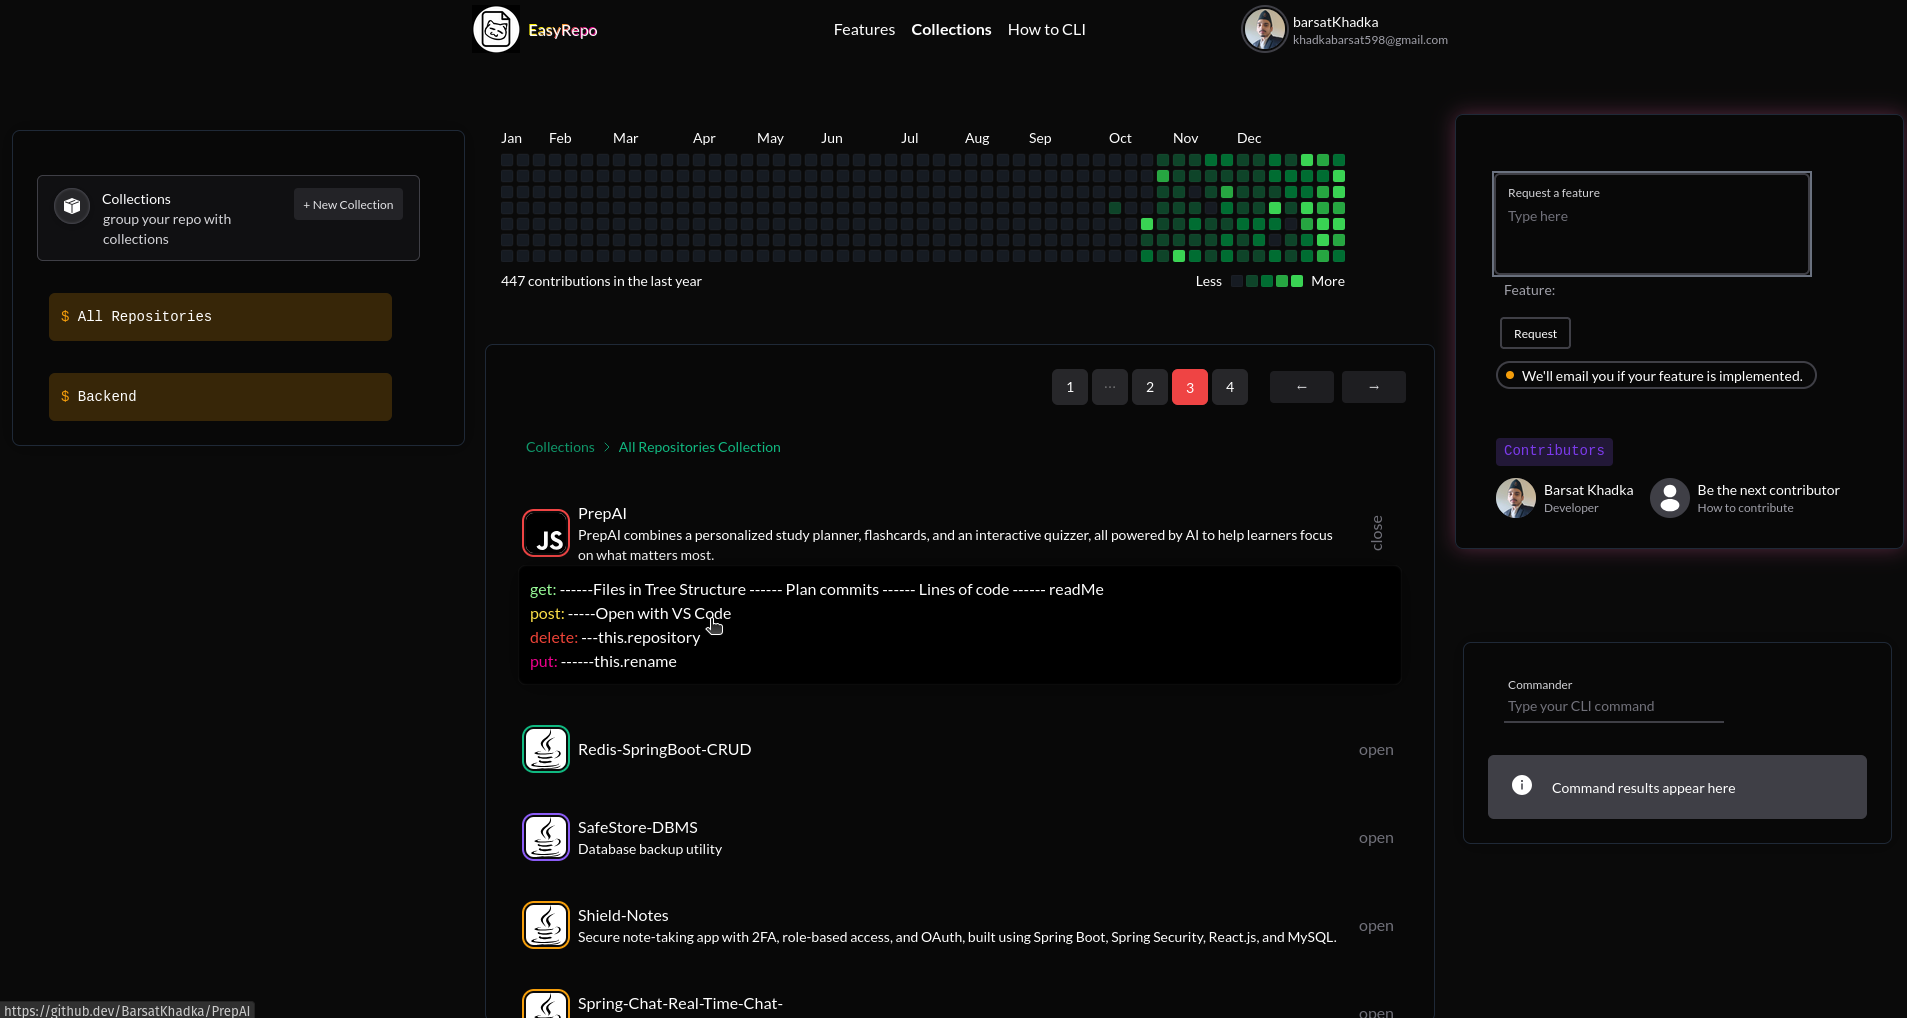 EasyRepo
Features Collections How to CLI
barsatKhadka
khadkabarsat598@gmail.com
Collections
group your repo with
collections
+ New Collection
$ All Repositories
$ Backend
Jan Feb Mar Apr May Jun Jul Aug Sep Oct Nov Dec
447 contributions in the last year
Less More
1 ... 2 3 4 ← →
Collections > All Repositories Collection
JS
PrepAI
PrepAI combines a personalized study planner, flashcards, and an interactive quizzer, all powered by AI to help learners focus
on what matters most.
close
get: ------Files in Tree Structure ------ Plan commits ------ Lines of code ------ readMe
post: -----Open with VS Code
delete: ---this.repository
put: ------this.rename
Redis-SpringBoot-CRUD
open
SafeStore-DBMS
Database backup utility
open
Shield-Notes
Secure note-taking app with 2FA, role-based access, and OAuth, built using Spring Boot, Spring Security, React.js, and MySQL.
open
Spring-Chat-Real-Time-Chat-
open
Request a feature
Type here
Feature:
Request
We'll email you if your feature is implemented.
Contributors
Barsat Khadka
Developer
Be the next contributor
How to contribute
Commander
Type your CLI command
Command results appear here
https://github.dev/BarsatKhadka/PrepAI